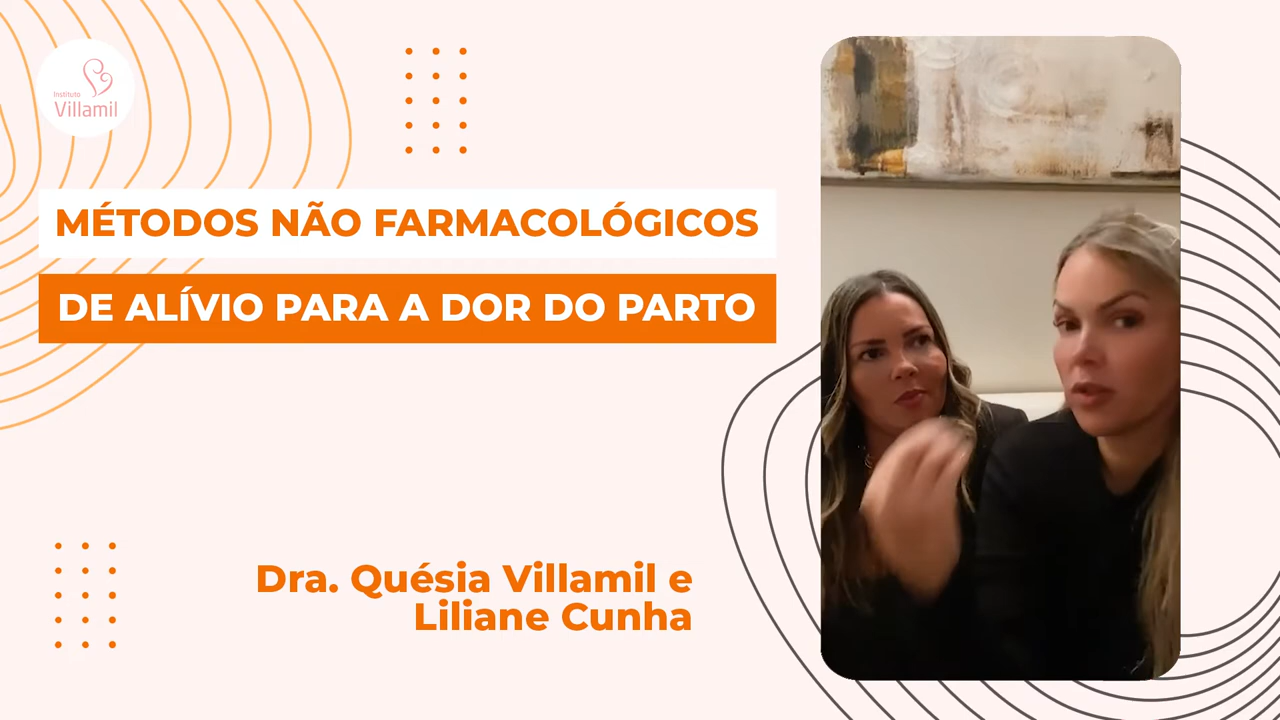 Instituto
Villamil
MÉTODOS NÃO FARMACOLÓGICOS
DE ALÍVIO PARA A DOR DO PARTO
Dra. Quésia Villamil e
Liliane Cunha